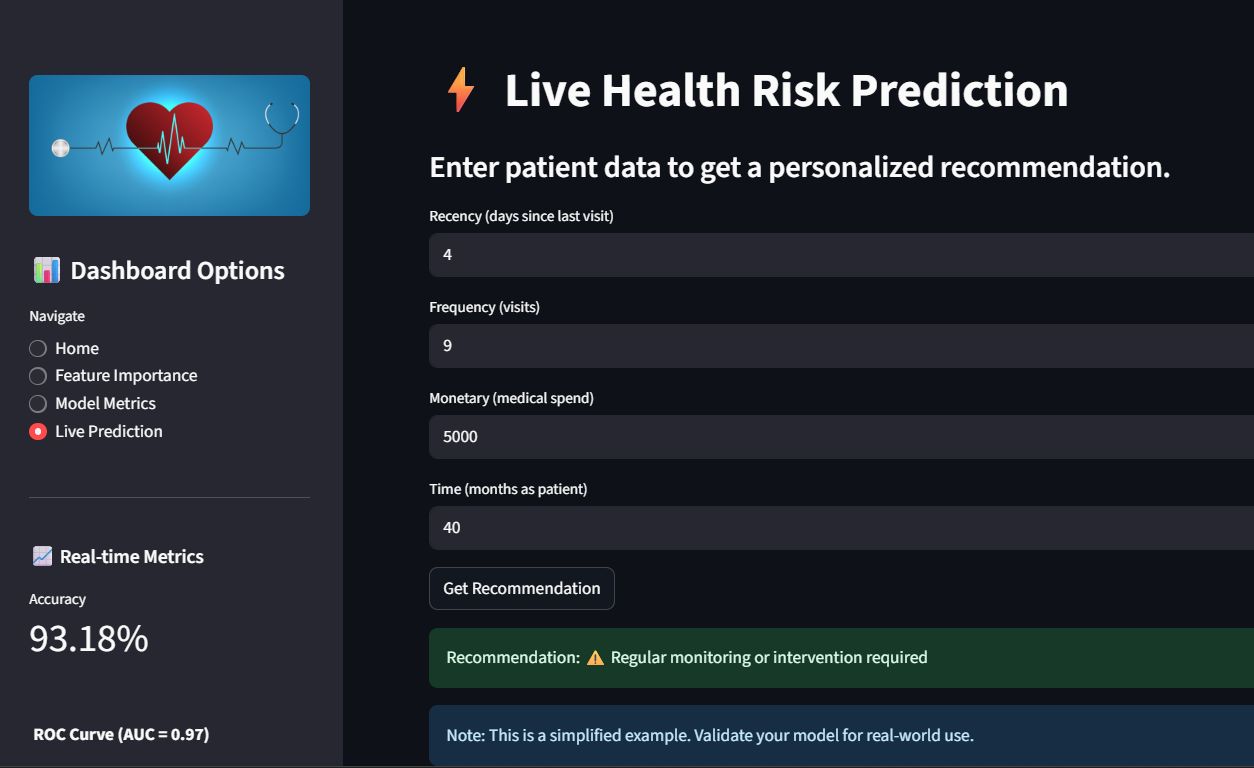 Dashboard Options
Navigate
Home
Feature Importance
Model Metrics
Live Prediction
Real-time Metrics
Accuracy
93.18%
ROC Curve (AUC = 0.97)
Live Health Risk Prediction
Enter patient data to get a personalized recommendation.
Recency (days since last visit)
4
Frequency (visits)
9
Monetary (medical spend)
5000
Time (months as patient)
40
Get Recommendation
Recommendation: ⚠️ Regular monitoring or intervention required
Note: This is a simplified example. Validate your model for real-world use.